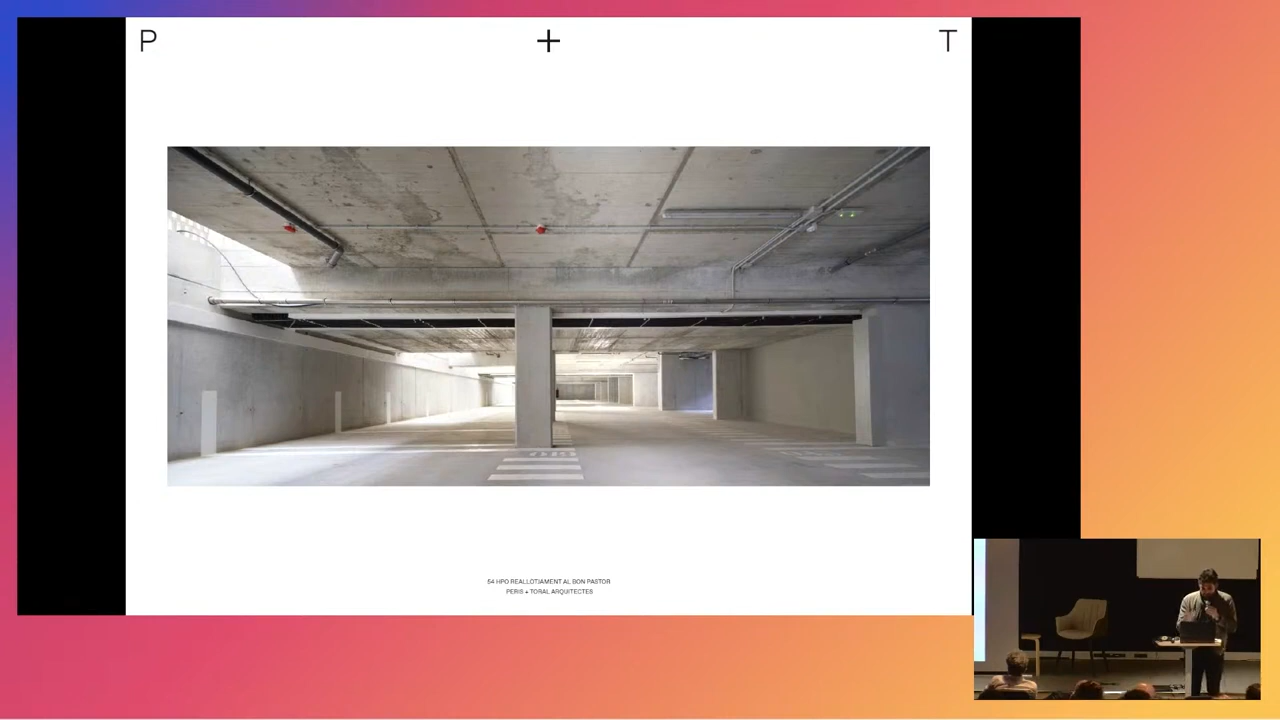 P + T
54 HPO REALLOTJAMENT AL BON PASTOR
PERIS + TORAL ARQUITECTES